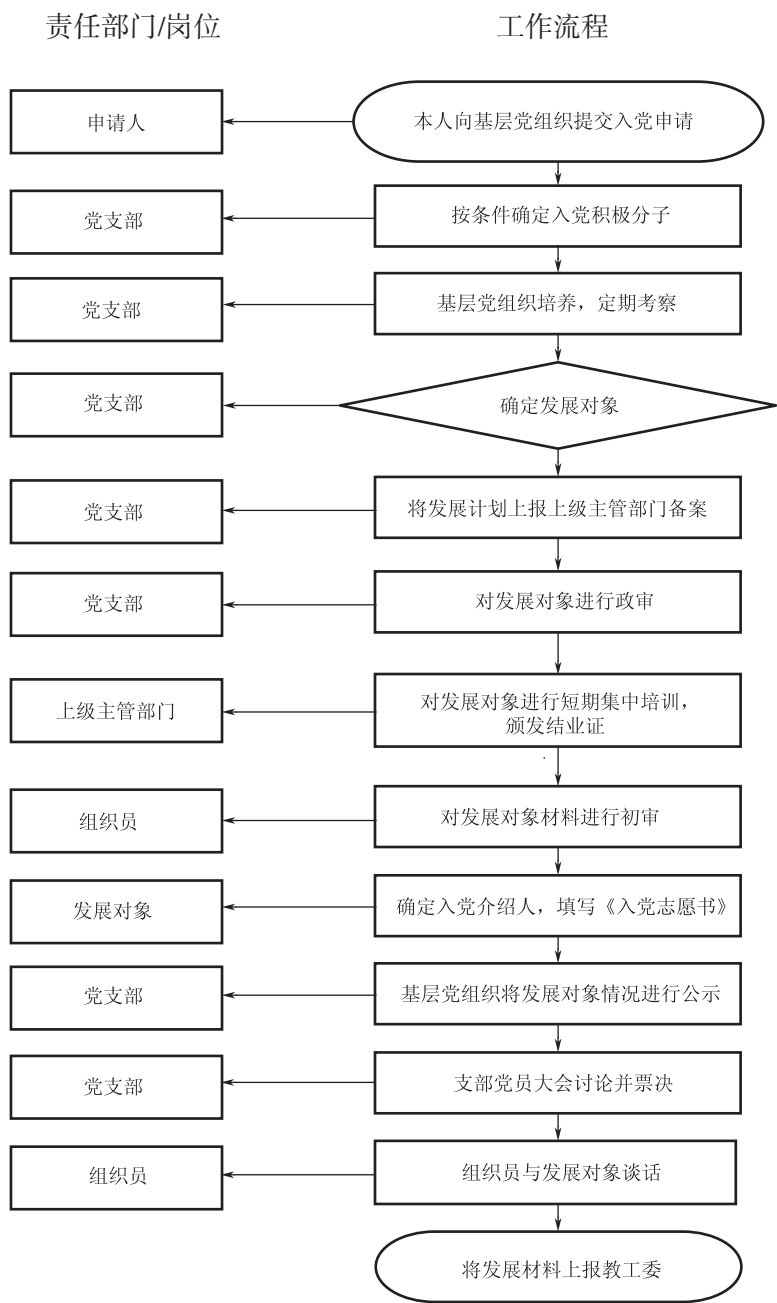 责任部门/岗位
工作流程
申请人
本人向基层党组织提交入党申请
党支部
按条件确定入党积极分子
党支部
基层党组织培养，定期考察
党支部
确定发展对象
党支部
将发展计划上报上级主管部门备案
党支部
对发展对象进行政审
上级主管部门
对发展对象进行短期集中培训，
颁发结业证
组织员
对发展对象材料进行初审
发展对象
确定入党介绍人，填写《入党志愿书》
党支部
基层党组织将发展对象情况进行公示
党支部
支部党员大会讨论并票决
组织员
组织员与发展对象谈话
将发展材料上报教工委